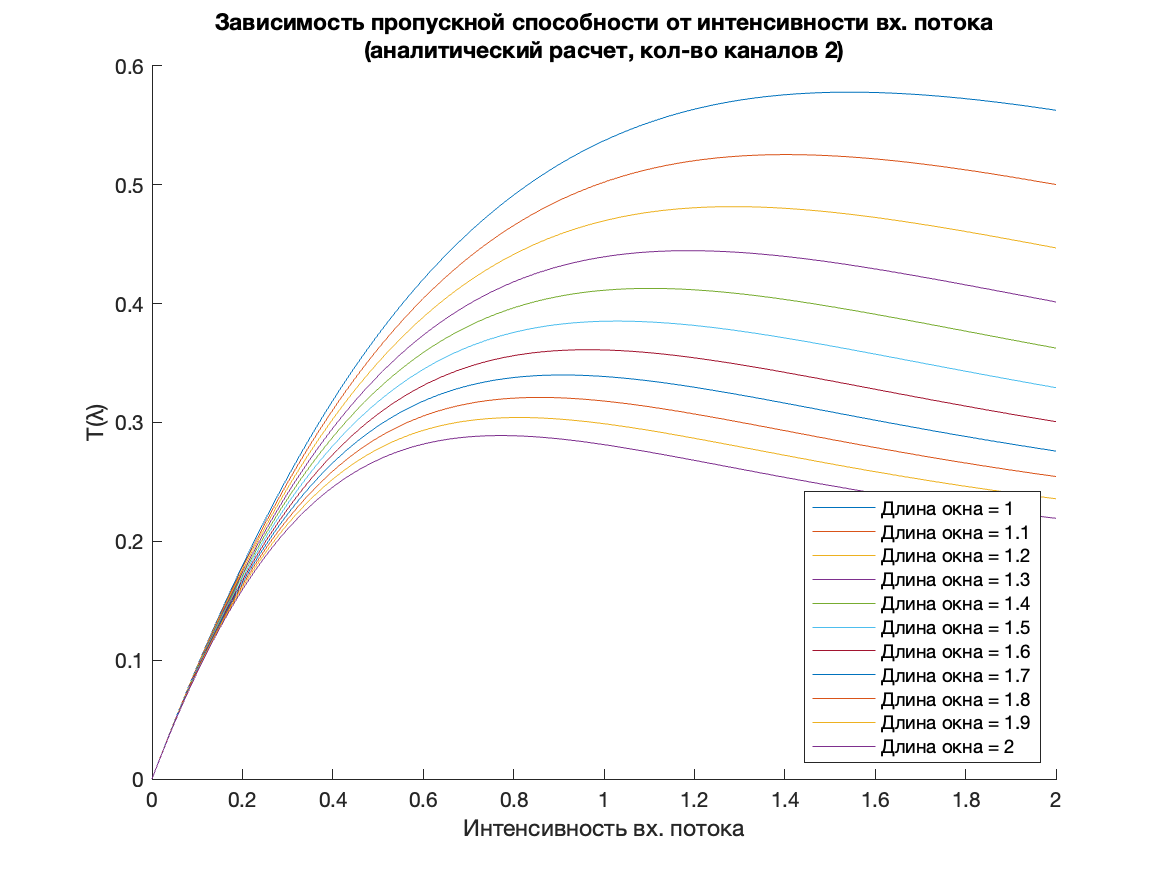 Зависимость пропускной способности от интенсивности вх. потока
(аналитический расчет, кол-во каналов 2)
0.6
0.5
0.4
0.3
0.2
0.1
0
T(λ)
Длина окна = 1
Длина окна = 1.1
Длина окна = 1.2
Длина окна = 1.3
Длина окна = 1.4
Длина окна = 1.5
Длина окна = 1.6
Длина окна = 1.7
Длина окна = 1.8
Длина окна = 1.9
Длина окна = 2
0 0.2 0.4 0.6 0.8 1 1.2 1.4 1.6 1.8 2
Интенсивность вх. потока